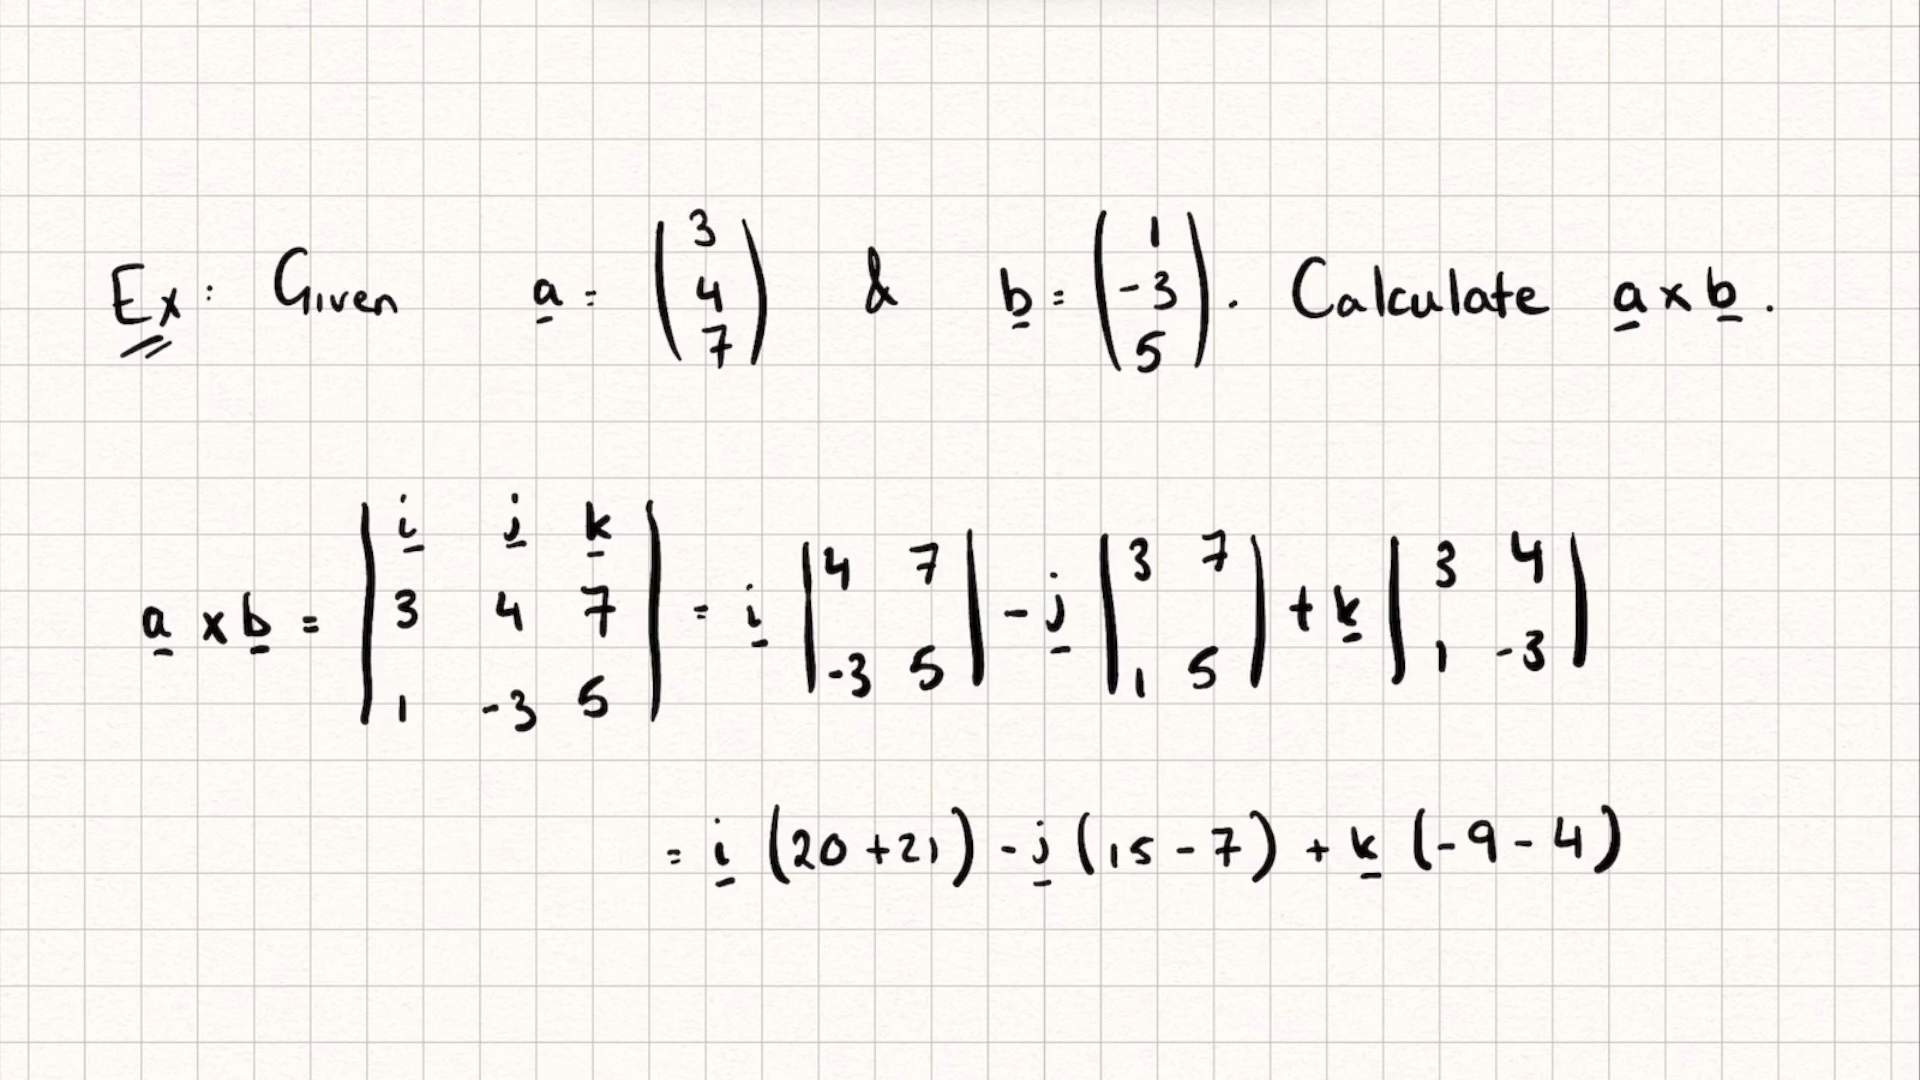 Ex: Given a = (3 4 7) & b = (1 -3 5). Calculate a x b.
a x b = | i j k 3 4 7 1 -3 5 | = i | 4 7 -3 5 | - j | 3 7 1 5 | + k | 3 4 1 -3 |
= i (20 + 21) - j (15 - 7) + k (-9 - 4)